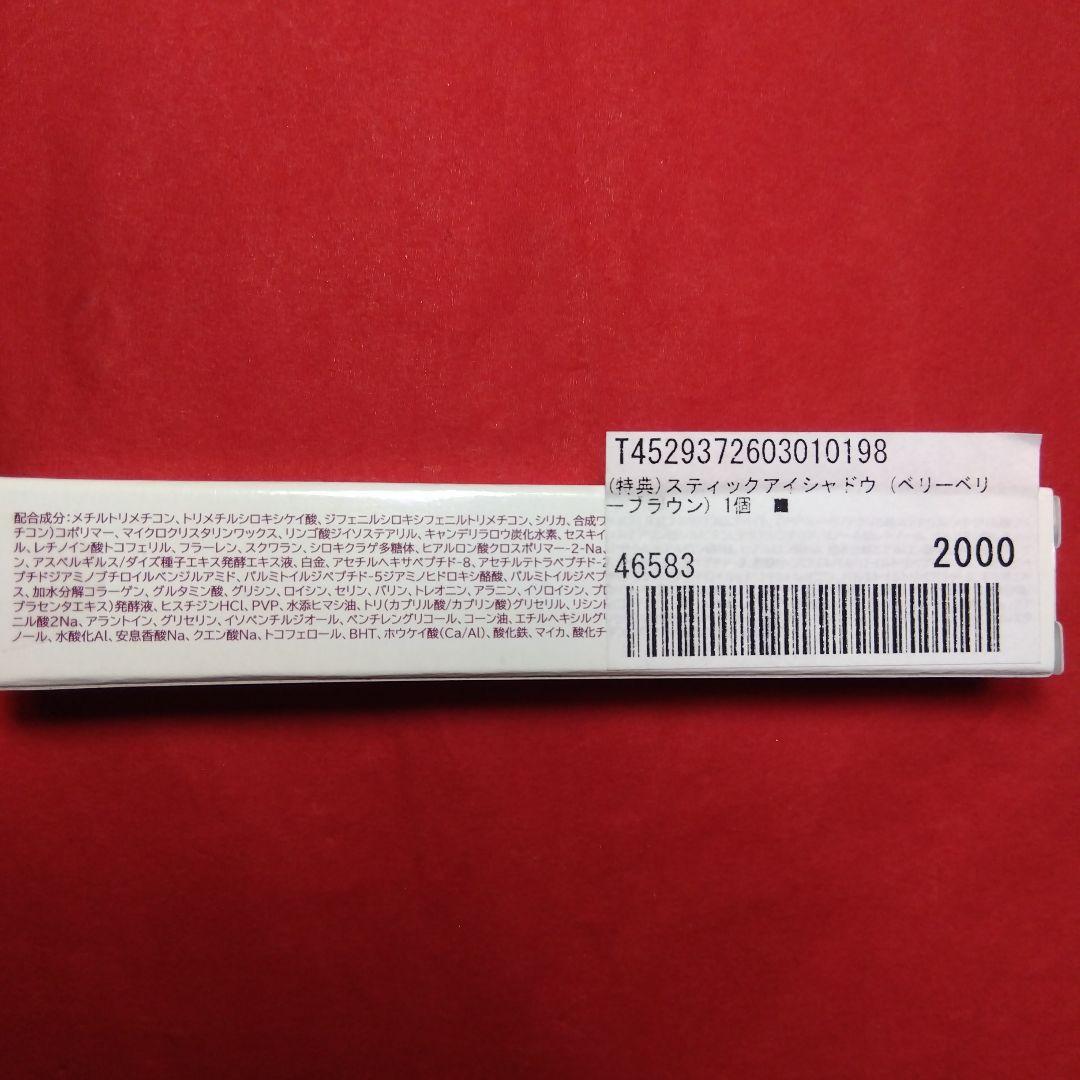 T4529372603010198
(特典)スティックアイシャドウ (ベリーベリ
ーブラウン) 1個
46583
2000
配合成分:メチルトリメチコン、トリメチルシロキシケイ酸、ジフェニルシロキシフェニルトリメチコン、シリカ、合成ワ
チコン)コポリマー、マイクロクリスタリンワックス、リンゴ酸ジイソステアリル、キャンデリラロウ炭化水素、セスキイ
ル、レチノイン酸トコフェリル、フラーレン、スクワラン、シロキクラゲ多糖体、ヒアルロン酸クロスポリマー-2-Na、
ン、アスペルギルス/ダイズ種子エキス発酵エキス液、白金、アセチルヘキサペプチド-8、アセチルテトラペプチド-2
プチドジアミノブチロイルベンジルアミド、パルミトイルジペプチド-5ジアミノヒドロキシ酪酸、パルミトイルジペ
ス、加水分解コラーゲン、グルタミン酸、グリシン、ロイシン、セリン、バリン、トレオニン、アラニン、イソロイシン、プロ
プラセンタエキス)発酵液、ヒスチジンHCl、PVP、水添ヒマシ油、トリ(カプリル酸/カプリン酸)グリセリル、リシン
ニル酸2Na、アラントイン、グリセリン、イソペンチルジオール、ペンチレングリコール、コーン油、エチルヘキシルグリ
ノール、水酸化Al、安息香酸Na、クエン酸Na、トコフェロール、BHT、ホウケイ酸(Ca/Al)、酸化鉄、マイカ、酸化チ